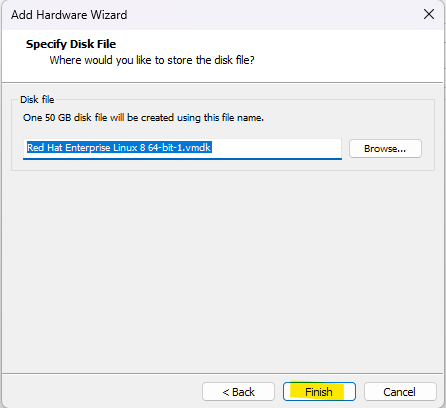 Add Hardware Wizard
Specify Disk File
Where would you like to store the disk file?
Disk file
One 50 GB disk file will be created using this file name.
Red Hat Enterprise Linux 8 64-bit-1.vmdk
Browse...
< Back
Finish
Cancel